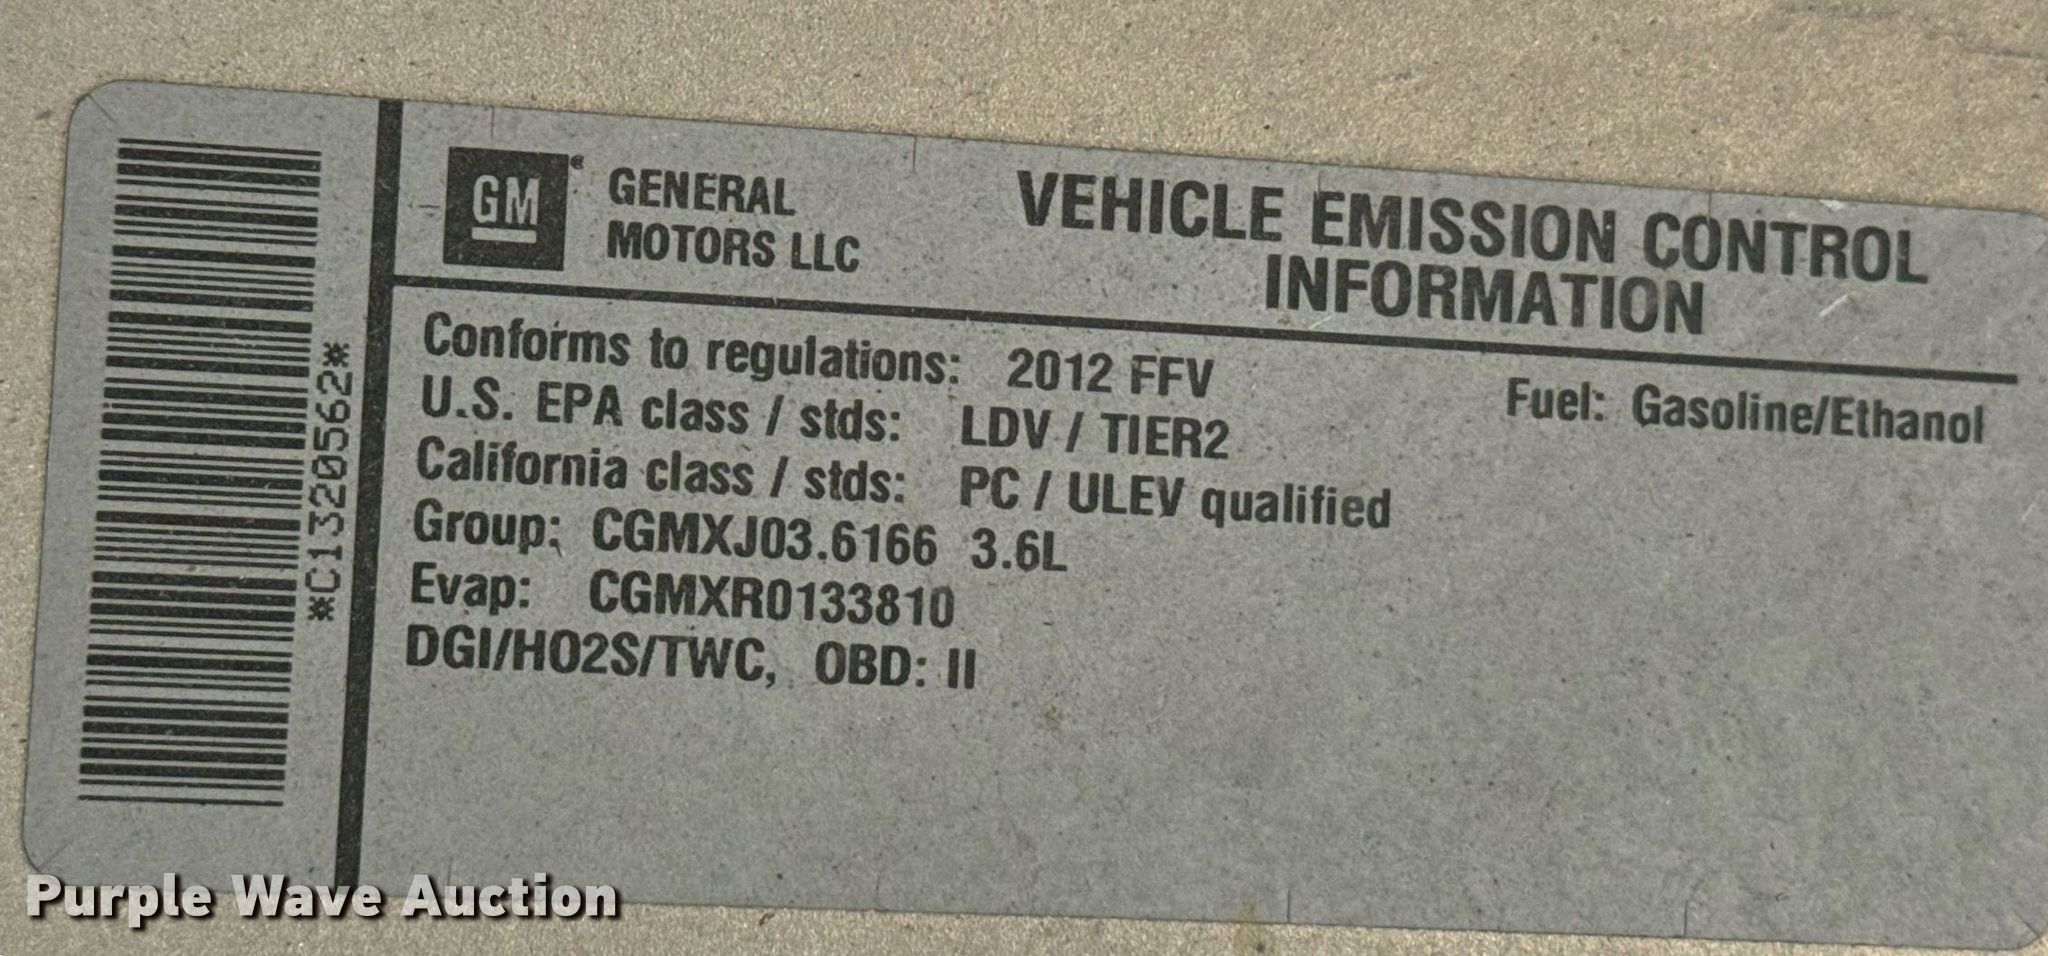 *C1320562*
GM
GENERAL
MOTORS LLC
VEHICLE EMISSION CONTROL
INFORMATION
Conforms to regulations: 2012 FFV
Fuel: Gasoline/Ethanol
U.S. EPA class / stds: LDV / TIER2
California class / stds: PC / ULEV qualified
Group: CGMXJ03.6166 3.6L
Evap: CGMXR0133810
DGI/HO2S/TWC, OBD: II
Purple Wave Auction